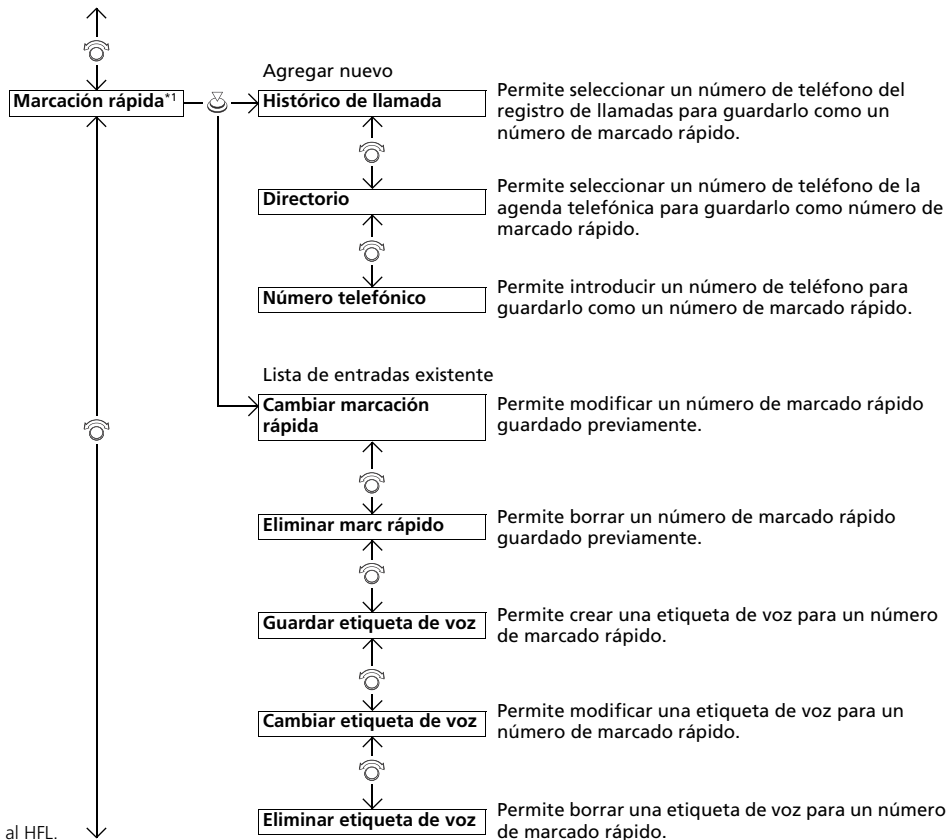 Agregar nuevo
Marcación rápida*1
Histórico de llamada
Permite seleccionar un número de teléfono del
registro de llamadas para guardarlo como un
número de marcado rápido.
Directorio
Permite seleccionar un número de teléfono de la
agenda telefónica para guardarlo como número de
marcado rápido.
Número telefónico
Permite introducir un número de teléfono para
guardarlo como un número de marcado rápido.
Lista de entradas existente
Cambiar marcación
rápida
Permite modificar un número de marcado rápido
guardado previamente.
Eliminar marc rápido
Permite borrar un número de marcado rápido
guardado previamente.
Guardar etiqueta de voz
Permite crear una etiqueta de voz para un número
de marcado rápido.
Cambiar etiqueta de voz
Permite modificar una etiqueta de voz para un
número de marcado rápido.
Eliminar etiqueta de voz
Permite borrar una etiqueta de voz para un número
de marcado rápido.
al HFL.